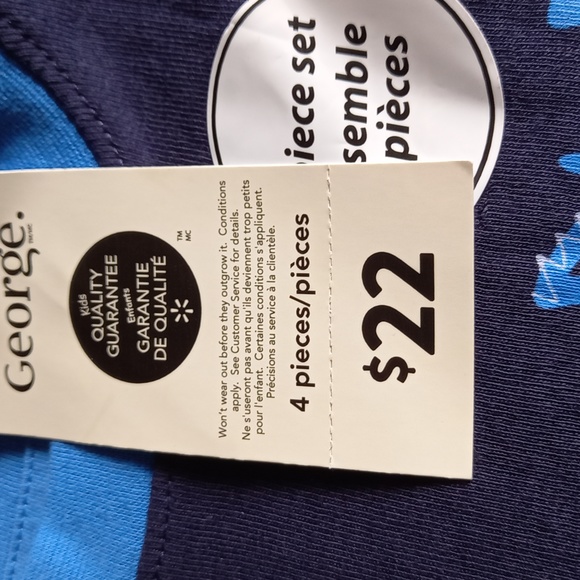 George.
Kids
QUALITY
GUARANTEE
Enfants
GARANTIE
DE QUALITÉ
TM
MC
Won't wear out before they outgrow it. Conditions
apply. See Customer Service for details.
Ne s'useront pas avant qu'ils deviennent trop petits
pour l'enfant. Certaines conditions s'appliquent.
Précisions au service à la clientèle.
4 pieces/pièces
$22
iece set
semble
pièces